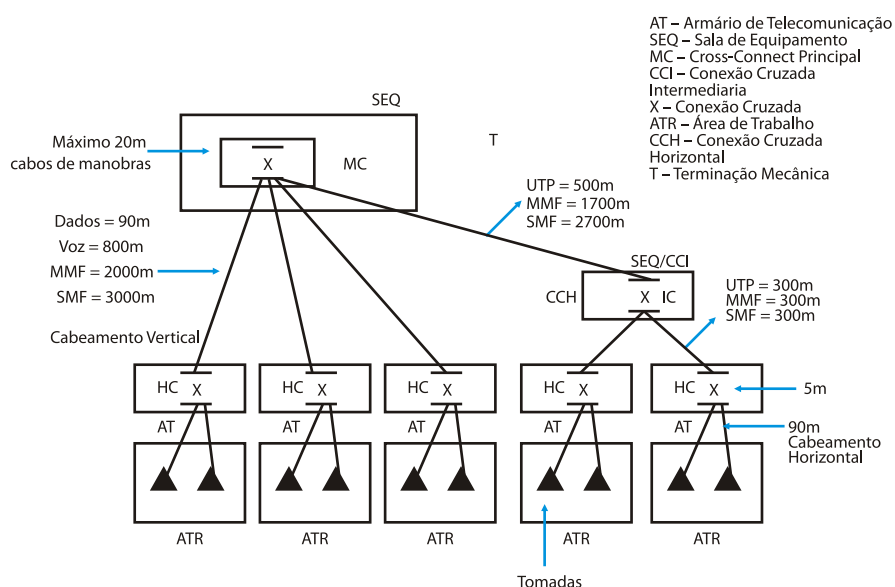 AT – Armário de Telecomunicação
SEQ – Sala de Equipamento
MC – Cross-Connect Principal
CCI – Conexão Cruzada
Intermediaria
X – Conexão Cruzada
ATR – Área de Trabalho
CCH – Conexão Cruzada
Horizontal
T – Terminação Mecânica
SEQ
Máximo 20m
cabos de manobras
X
MC
T
UTP = 500m
MMF = 1700m
SMF = 2700m
Dados = 90m
Voz = 800m
MMF = 2000m
SMF = 3000m
SEQ/CCI
CCH
X IC
UTP = 300m
MMF = 300m
SMF = 300m
Cabeamento Vertical
HC X
HC X
HC X
HC X
HC X
5m
AT
AT
AT
AT
AT
90m
Cabeamento
Horizontal
ATR
ATR
ATR
ATR
ATR
Tomadas